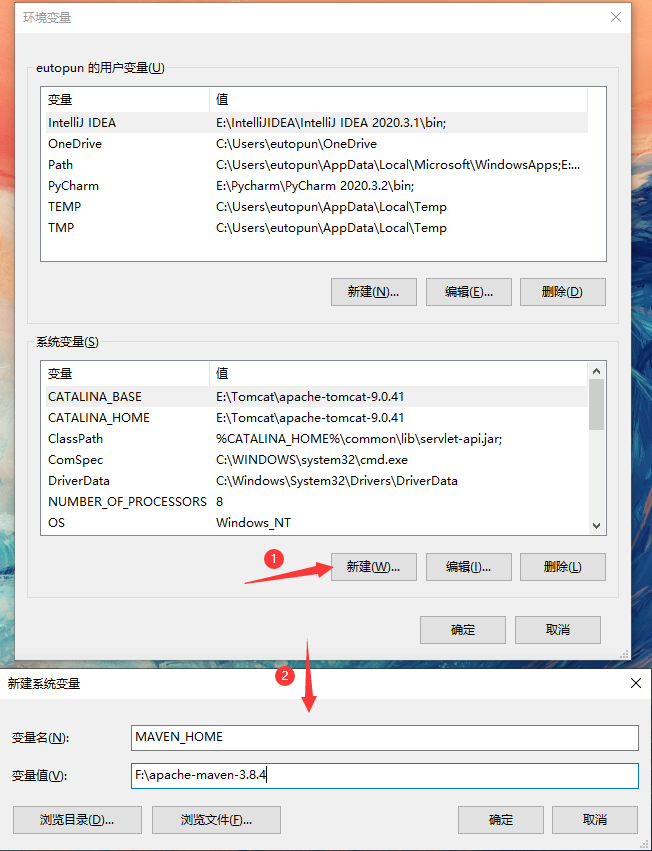 环境变量
eutopun 的用户变量(U)
变量 值
IntelliJ IDEA E:\IntelliJIDEA\IntelliJ IDEA 2020.3.1\bin;
OneDrive C:\Users\eutopun\OneDrive
Path C:\Users\eutopun\AppData\Local\Microsoft\WindowsApps;E:...
PyCharm E:\Pycharm\PyCharm 2020.3.2\bin;
TEMP C:\Users\eutopun\AppData\Local\Temp
TMP C:\Users\eutopun\AppData\Local\Temp
新建(N)... 编辑(E)... 删除(D)
系统变量(S)
变量 值
CATALINA_BASE E:\Tomcat\apache-tomcat-9.0.41
CATALINA_HOME E:\Tomcat\apache-tomcat-9.0.41
ClassPath %CATALINA_HOME%\common\lib\servlet-api.jar;
ComSpec C:\WINDOWS\system32\cmd.exe
DriverData C:\Windows\System32\Drivers\DriverData
NUMBER_OF_PROCESSORS 8
OS Windows_NT
1
新建(W)... 编辑(I)... 删除(L)
确定 取消
2
新建系统变量
变量名(N): MAVEN_HOME
变量值(V): F:\apache-maven-3.8.4
浏览目录(D)... 浏览文件(F)... 确定 取消